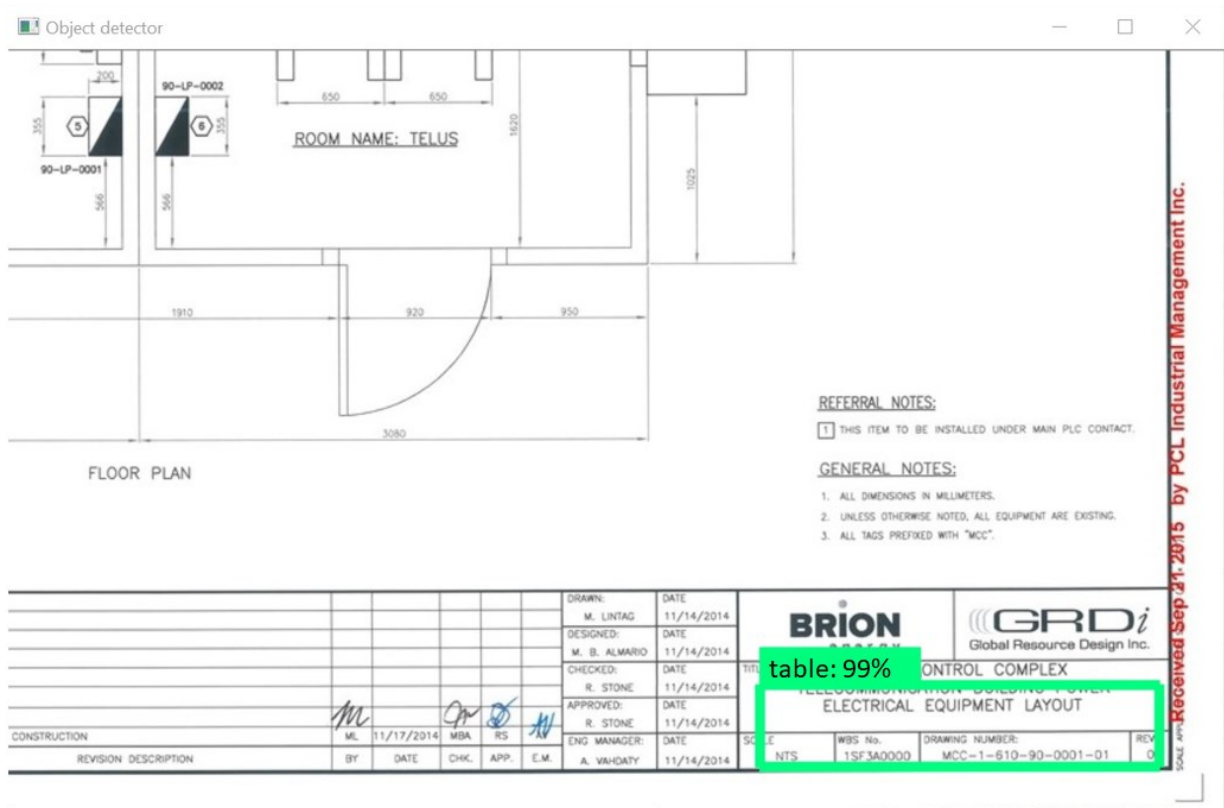 Object detector
200
90-LP-0002
650
650
355
5
6
355
1620
ROOM NAME: TELUS
90-LP-0001
566
566
1025
1910
920
950
3080
FLOOR PLAN
REFERRAL NOTES:
1 THIS ITEM TO BE INSTALLED UNDER MAIN PLC CONTACT.
GENERAL NOTES:
1. ALL DIMENSIONS IN MILLIMETERS.
2. UNLESS OTHERWISE NOTED, ALL EQUIPMENT ARE EXISTING.
3. ALL TAGS PREFIXED WITH "MCC".
Received Sep 21 2015 by PCL Industrial Management Inc.
DRAWN: DATE
M. LINTAG 11/14/2014
DESIGNED: DATE
M. B. ALMARIO 11/14/2014
CHECKED: DATE
R. STONE 11/14/2014
APPROVED: DATE
R. STONE 11/14/2014
ENG MANAGER: DATE
A. VAHDATY 11/14/2014
CONSTRUCTION ML 11/17/2014 MBA RS
REVISION DESCRIPTION BY DATE CHK. APP. E.M.
BRION
GRDi
Global Resource Design Inc.
table: 99%
CONTROL COMPLEX
TELECOMMUNICATION BUILDING POWER
ELECTRICAL EQUIPMENT LAYOUT
WBS No. DRAWING NUMBER: REV
NTS 1SF3A0000 MCC-1-610-90-0001-01 0